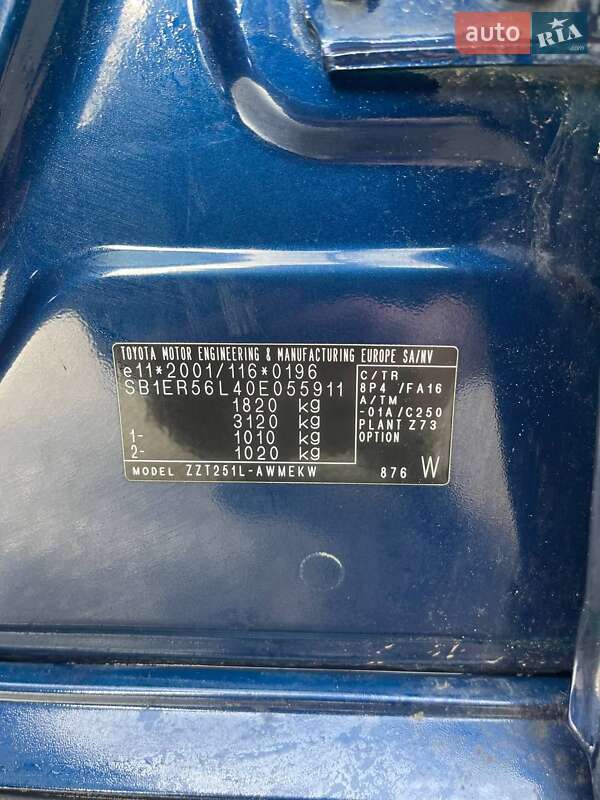 auto RIA .com
TOYOTA MOTOR ENGINEERING & MANUFACTURING EUROPE SA/NV
e11*2001/116*0196
SB1ER56L40E055911
1820 kg
3120 kg
1- 1010 kg
2- 1020 kg
C/TR
8P4 /FA16
A/TM
-01A/C250
PLANT Z73
OPTION
MODEL ZZT251L-AWMEKW 876 W